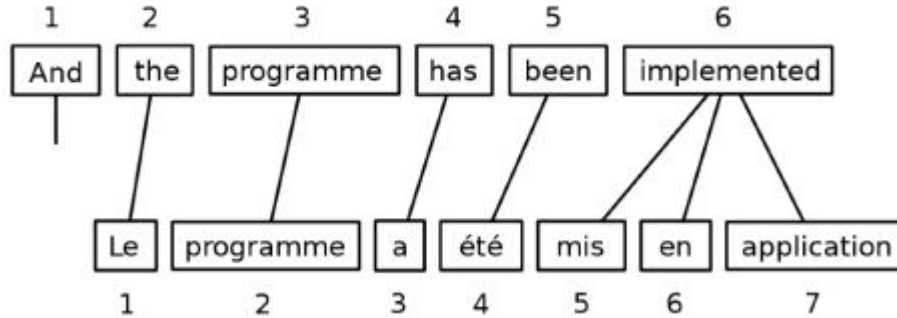 1 2 3 4 5 6
And the programme has been implemented
Le programme a été mis en application
1 2 3 4 5 6 7